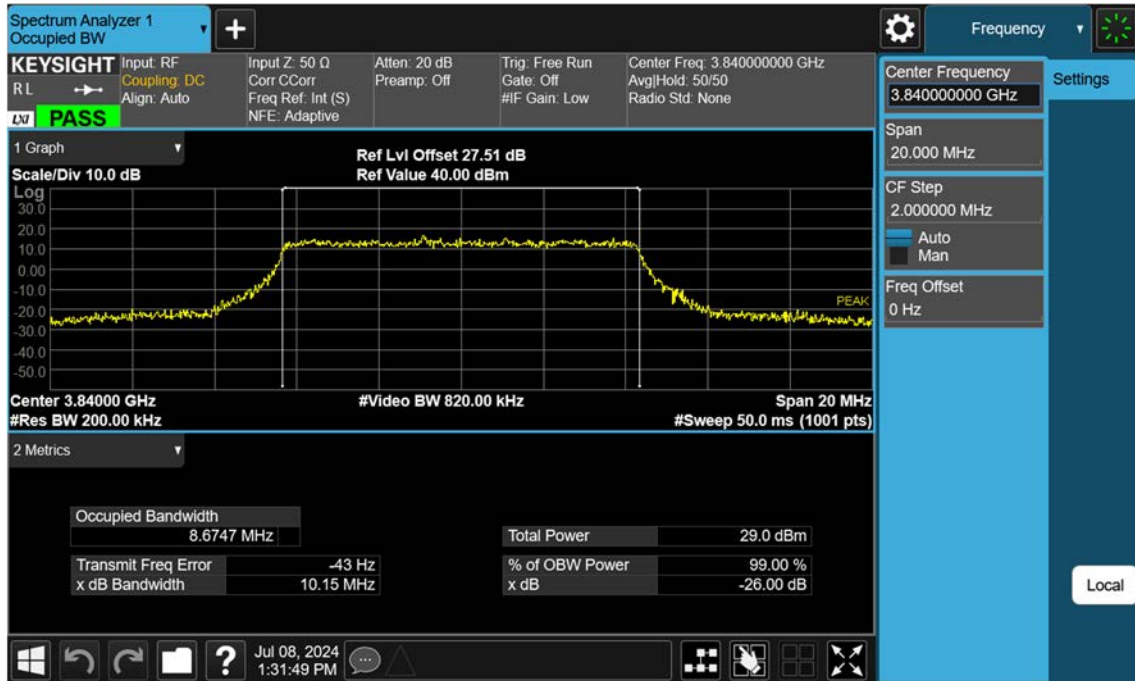 Spectrum Analyzer 1
Occupied BW
+
Frequency
KEYSIGHT
R L
LXI
PASS
Input: RF
Coupling: DC
Align: Auto
Input Z: 50 Ω
Corr CCorr
Freq Ref: Int (S)
NFE: Adaptive
Atten: 20 dB
Preamp: Off
Trig: Free Run
Gate: Off
#IF Gain: Low
Center Freq: 3.840000000 GHz
Avg|Hold: 50/50
Radio Std: None
1 Graph
Scale/Div 10.0 dB
Ref Lvl Offset 27.51 dB
Ref Value 40.00 dBm
Log
30.0
20.0
10.0
0.00
-10.0
-20.0
-30.0
-40.0
-50.0
PEAK
Center 3.84000 GHz
#Video BW 820.00 kHz
Span 20 MHz
#Res BW 200.00 kHz
#Sweep 50.0 ms (1001 pts)
2 Metrics
Occupied Bandwidth
8.6747 MHz
Total Power 29.0 dBm
Transmit Freq Error -43 Hz
% of OBW Power 99.00 %
x dB Bandwidth 10.15 MHz
x dB -26.00 dB
Center Frequency
3.840000000 GHz
Settings
Span
20.000 MHz
CF Step
2.000000 MHz
Auto
Man
Freq Offset
0 Hz
Local
?
Jul 08, 2024
1:31:49 PM